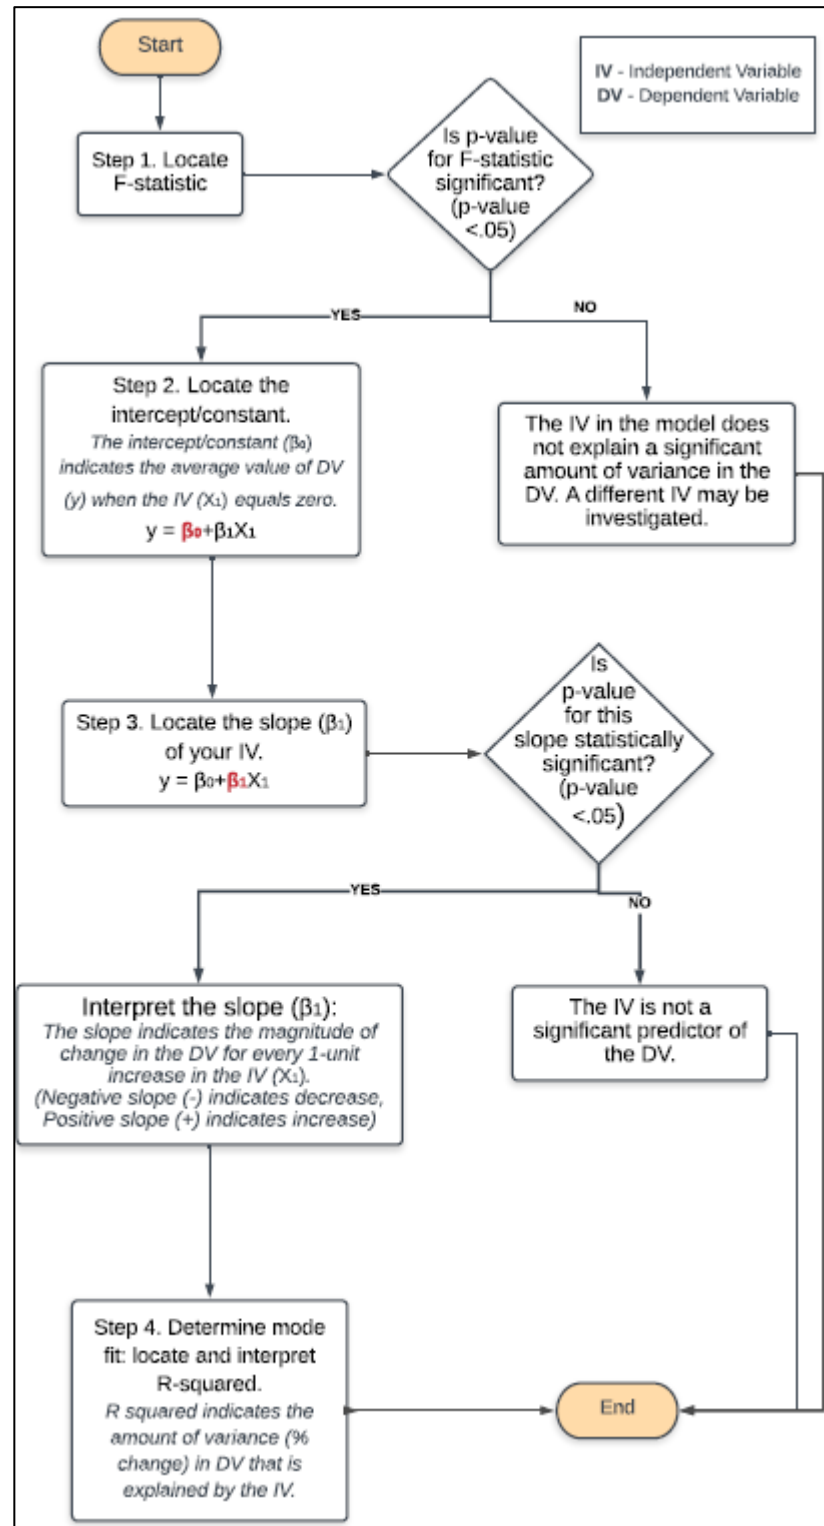 Start
IV - Independent Variable
DV - Dependent Variable
Step 1. Locate
F-statistic
Is p-value
for F-statistic
significant?
(p-value
<.05)
YES
NO
Step 2. Locate the
intercept/constant.
The intercept/constant (β₀)
indicates the average value of DV
(y) when the IV (X₁) equals zero.
y = β₀+β₁X₁
The IV in the model does
not explain a significant
amount of variance in the
DV. A different IV may be
investigated.
Step 3. Locate the slope (β₁)
of your IV.
y = β₀+β₁X₁
Is
p-value
for this
slope statistically
significant?
(p-value
<.05)
YES
NO
Interpret the slope (β₁):
The slope indicates the magnitude of
change in the DV for every 1-unit
increase in the IV (X₁).
(Negative slope (-) indicates decrease,
Positive slope (+) indicates increase)
The IV is not a
significant predictor of
the DV.
Step 4. Determine mode
fit: locate and interpret
R-squared.
R squared indicates the
amount of variance (%
change) in DV that is
explained by the IV.
End